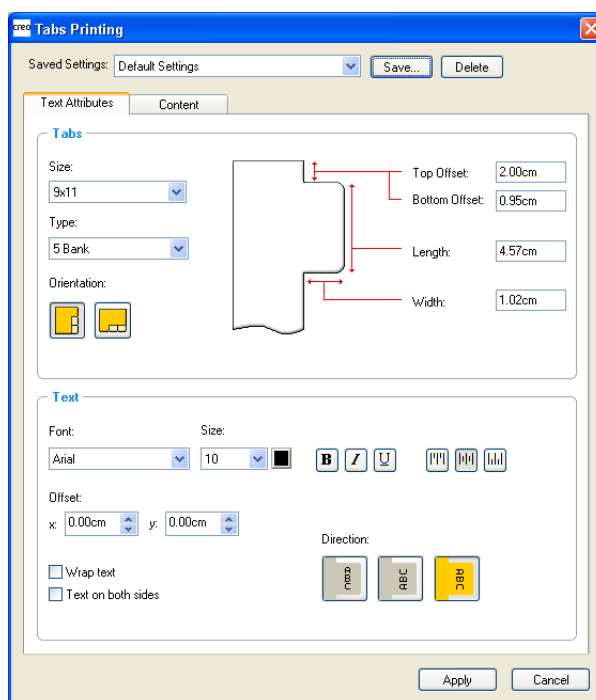 creo Tabs Printing
Saved Settings: Default Settings Save... Delete
Text Attributes Content
Tabs
Size:
9x11
Type:
5 Bank
Orientation:
Top Offset: 2.00cm
Bottom Offset: 0.95cm
Length: 4.57cm
Width: 1.02cm
Text
Font: Size:
Arial 10 B I U
Offset:
x: 0.00cm y: 0.00cm
Direction:
Wrap text
Text on both sides
ABC ABC ABC
Apply Cancel